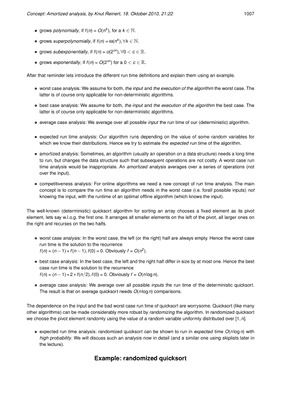 Concept: Amortized analysis, by Knut Reinert, 18. Oktober 2010, 21:22 1007
• grows polynomially, if f(n) = O(nᵏ), for a k ∈ ℕ.
• grows superpolynomially, if f(n) = ω(nᵏ), ∀k ∈ ℕ.
• grows subexponentially, if f(n) = o(2ᶜⁿ), ∀0 < c ∈ ℝ.
• grows exponentially, if f(n) = O(2ᶜⁿ) for a 0 < c ∈ ℝ.
After that reminder lets introduce the different run time definitions and explain them using an example.
• worst case analysis: We assume for both, the input and the execution of the algorithm the worst case. The
latter is of course only applicable for non-deterministic algorithms.
• best case analysis: We assume for both, the input and the execution of the algorithm the best case. The
latter is of course only applicable for non-deterministic algorithms.
• average case analysis: We average over all possible input the run time of our (deterministic) algorithm.
• expected run time analysis: Our algorithm runs depending on the value of some random variables for
which we know their distributions. Hence we try to estimate the expected run time of the algorithm.
• amortized analysis: Sometimes, an algorithm (usually an operation on a data structures) needs a long time
to run, but changes the data structure such that subsequent operations are not costly. A worst case run
time analysis would be inappropriate. An amortized analysis averages over a series of operations (not
over the input).
• competitiveness analysis: For online algorithms we need a new concept of run time analysis. The main
concept is to compare the run time an algorithm needs in the worst case (i.e. forall possible inputs) not
knowing the input, with the runtime of an optimal offline algorithm (which knows the input).
The well-known (deterministic) quicksort algorithm for sorting an array chooses a fixed element as its pivot
element, lets say w.l.o.g. the first one. It arranges all smaller elements on the left of the pivot, all larger ones on
the right and recurses on the two halfs.
• worst case analysis: In the worst case, the left (or the right) half are always empty. Hence the worst case
run time is the solution to the recurrence
f(n) = (n − 1) + f(n − 1), f(0) = 0. Obviously f = O(n²).
• best case analysis: In the best case, the left and the right half differ in size by at most one. Hence the best
case run time is the solution to the recurrence
f(n) = (n − 1) + 2 ∗ f(n/2), f(0) = 0. Obviously f = O(n log n).
• average case analysis: We average over all possible inputs the run time of the deterministic quicksort.
The result is that on average quicksort needs O(n log n) comparisons.
The dependence on the input and the bad worst case run time of quicksort are worrysome. Quicksort (like many
other algorithms) can be made considerably more robust by randomizing the algorithm. In randomized quicksort
we choose the pivot element randomly using the value of a random variable uniformly distributed over [1, n].
• expected run time analysis: randomized quicksort can be shown to run in expected time O(n log n) with
high probability. We will discuss such an analysis now in detail (and a similar one using skiplists later in
the lecture).
Example: randomized quicksort